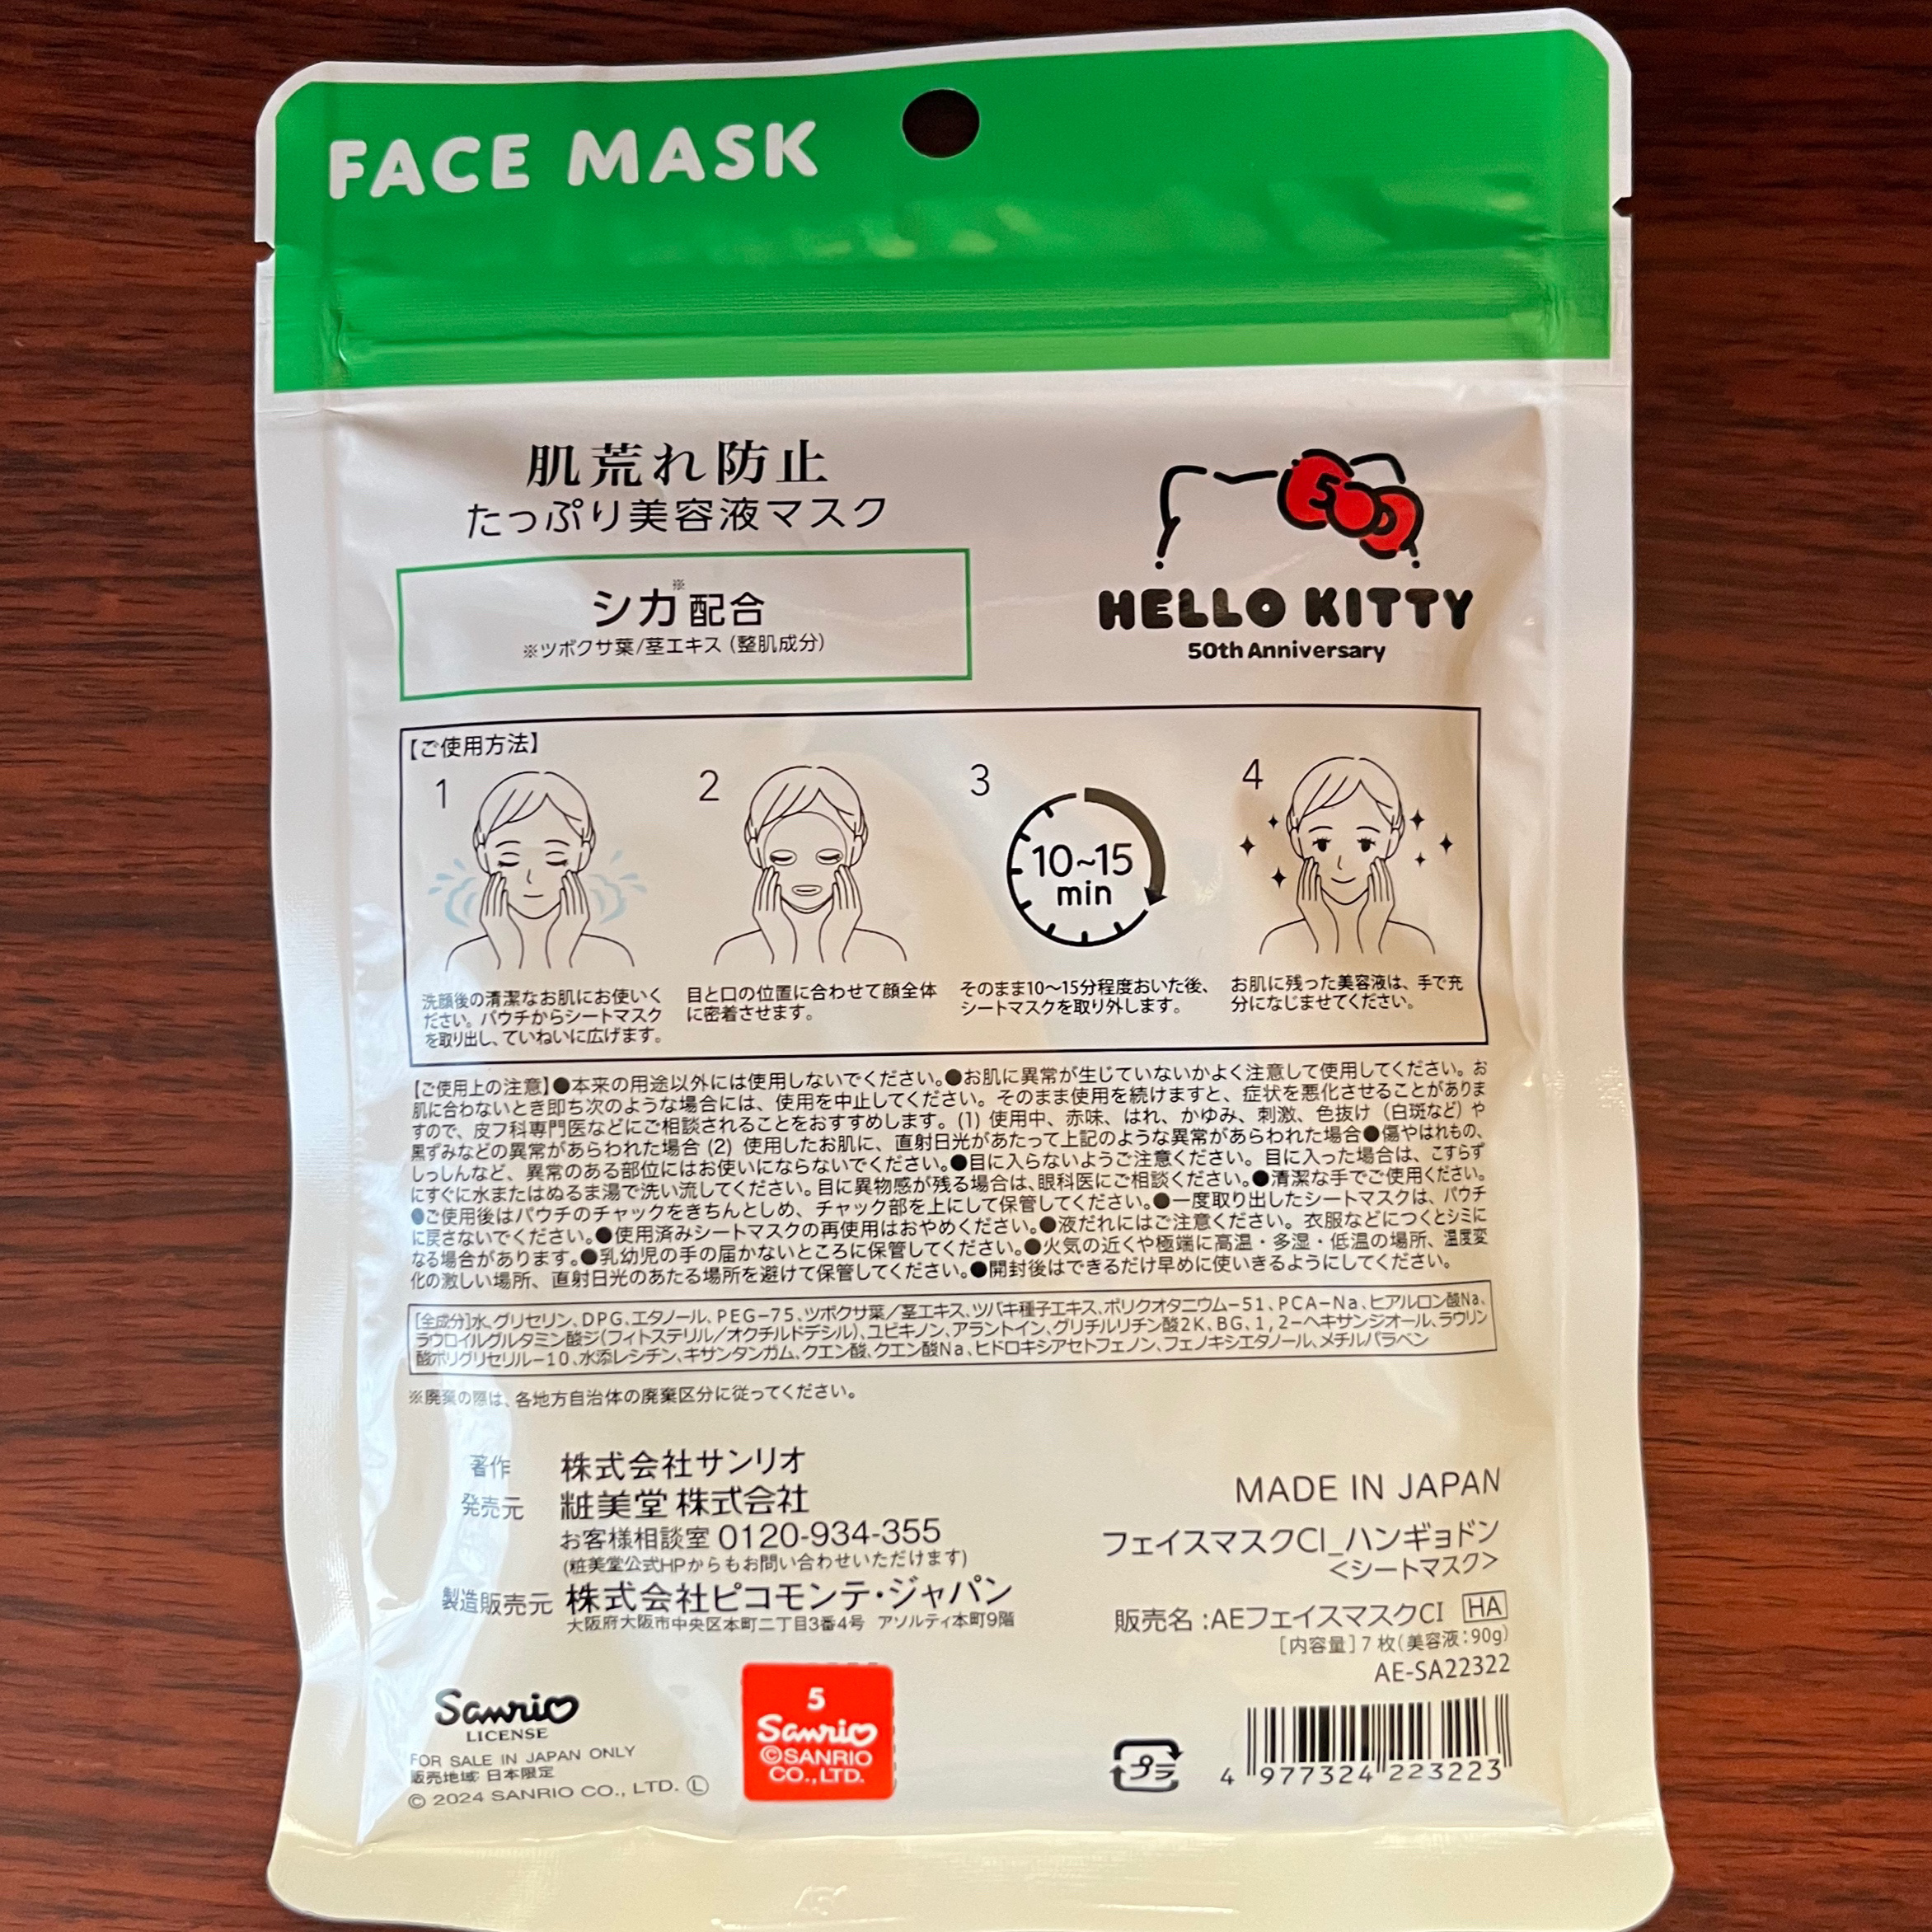 FACE MASK
肌荒れ防止
たっぷり美容液マスク
シカ※配合
※ツボクサ葉/茎エキス(整肌成分)
50
HELLO KITTY
50th Anniversary
【ご使用方法】
1
洗顔後の清潔なお肌にお使いく
ださい。パウチからシートマスク
を取り出し、ていねいに広げます。
2
目と口の位置に合わせて顔全体
に密着させます。
3
10~15
min
そのまま10〜15分程度おいた後、
シートマスクを取り外します。
4
お肌に残った美容液は、手で充
分になじませてください。
【ご使用上の注意】●本来の用途以外には使用しないでください。●お肌に異常が生じていないかよく注意して使用してください。お
肌に合わないとき即ち次のような場合には、使用を中止してください。そのまま使用を続けますと、症状を悪化させることがありま
すので、皮フ科専門医などにご相談されることをおすすめします。(1) 使用中、赤味、はれ、かゆみ、刺激、色抜け(白斑など)や
黒ずみなどの異常があらわれた場合 (2) 使用したお肌に、直射日光があたって上記のような異常があらわれた場合●傷やはれもの、
しっしんなど、異常のある部位にはお使いにならないでください。●目に入らないようご注意ください。目に入った場合は、こすらず
にすぐに水またはぬるま湯で洗い流してください。目に異物感が残る場合は、眼科医にご相談ください。●清潔な手でご使用ください。
●ご使用後はパウチのチャックをきちんとしめ、チャック部を上にして保管してください。●一度取り出したシートマスクは、パウチ
に戻さないでください。●使用済みシートマスクの再使用はおやめください。●液だれにはご注意ください。衣服などにつくとシミに
なる場合があります。●乳幼児の手の届かないところに保管してください。●火気の近くや極端に高温・多湿・低温の場所、温度変
化の激しい場所、直射日光のあたる場所を避けて保管してください。●開封後はできるだけ早めに使いきるようにしてください。
[全成分]水、グリセリン、DPG、エタノール、PEG-75、ツボクサ葉/茎エキス、ツバキ種子エキス、ポリクオタニウム-51、PCA-Na、ヒアルロン酸Na、
ラウロイルグルタミン酸ジ(フィトステリル/オクチルドデシル)、ユビキノン、アラントイン、グリチルリチン酸2K、BG、1,2-ヘキサンジオール、ラウリン
酸ポリグリセリル-10、水添レシチン、キサンタンガム、クエン酸、クエン酸Na、ヒドロキシアセトフェノン、フェノキシエタノール、メチルパラベン
※廃棄の際は、各地方自治体の廃棄区分に従ってください。
著作 株式会社サンリオ
発売元 粧美堂 株式会社
お客様相談室 0120-934-355
(粧美堂公式HPからもお問い合わせいただけます)
製造販売元 株式会社ピコモンテ・ジャパン
大阪府大阪市中央区本町二丁目3番4号 アソルティ本町9階
MADE IN JAPAN
フェイスマスクCI_ハンギョドン
<シートマスク>
販売名 :AEフェイスマスクCI HA
[内容量] 7 枚(美容液:90g)
AE-SA22322
Sanrio
LICENSE
FOR SALE IN JAPAN ONLY
販売地域 日本限定
© 2024 SANRIO CO., LTD. Ⓛ
5
Sanrio
©SANRIO
CO.,LTD.
プラ
4 977324 223223